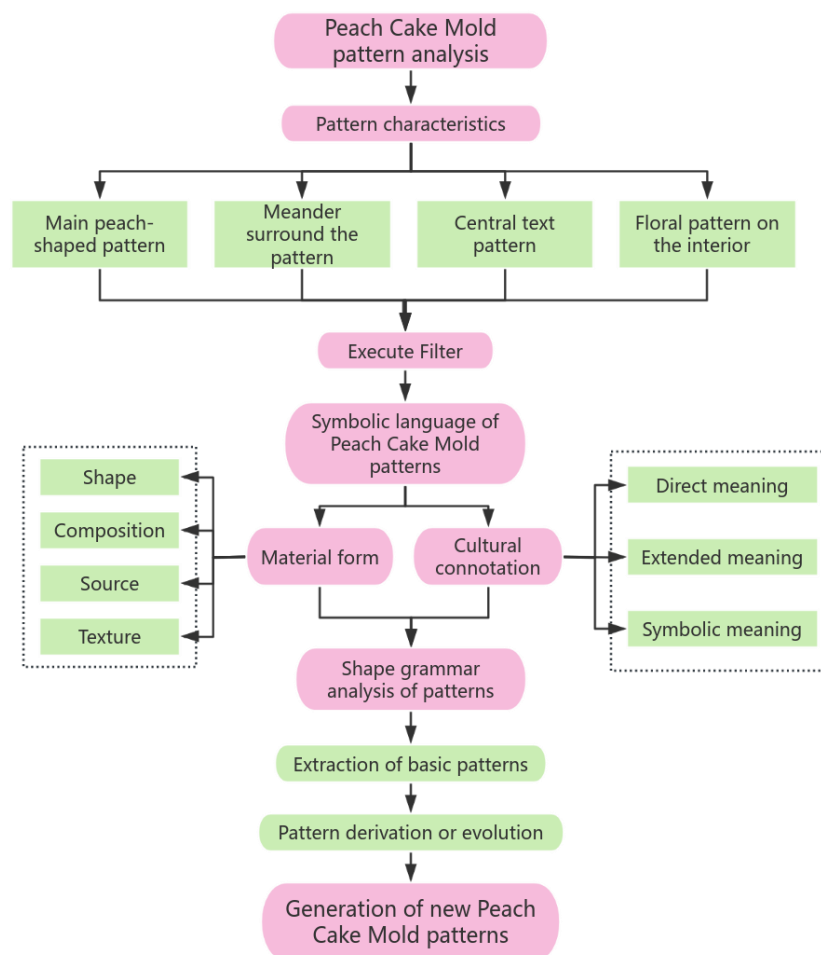 Peach Cake Mold
pattern analysis
Pattern characteristics
Main peach-
shaped pattern
Meander
surround the
pattern
Central text
pattern
Floral pattern on
the interior
Execute Filter
Symbolic language of
Peach Cake Mold
patterns
Shape
Composition
Source
Texture
Material form
Cultural
connotation
Direct meaning
Extended meaning
Symbolic meaning
Shape grammar
analysis of patterns
Extraction of basic patterns
Pattern derivation or evolution
Generation of new Peach
Cake Mold patterns